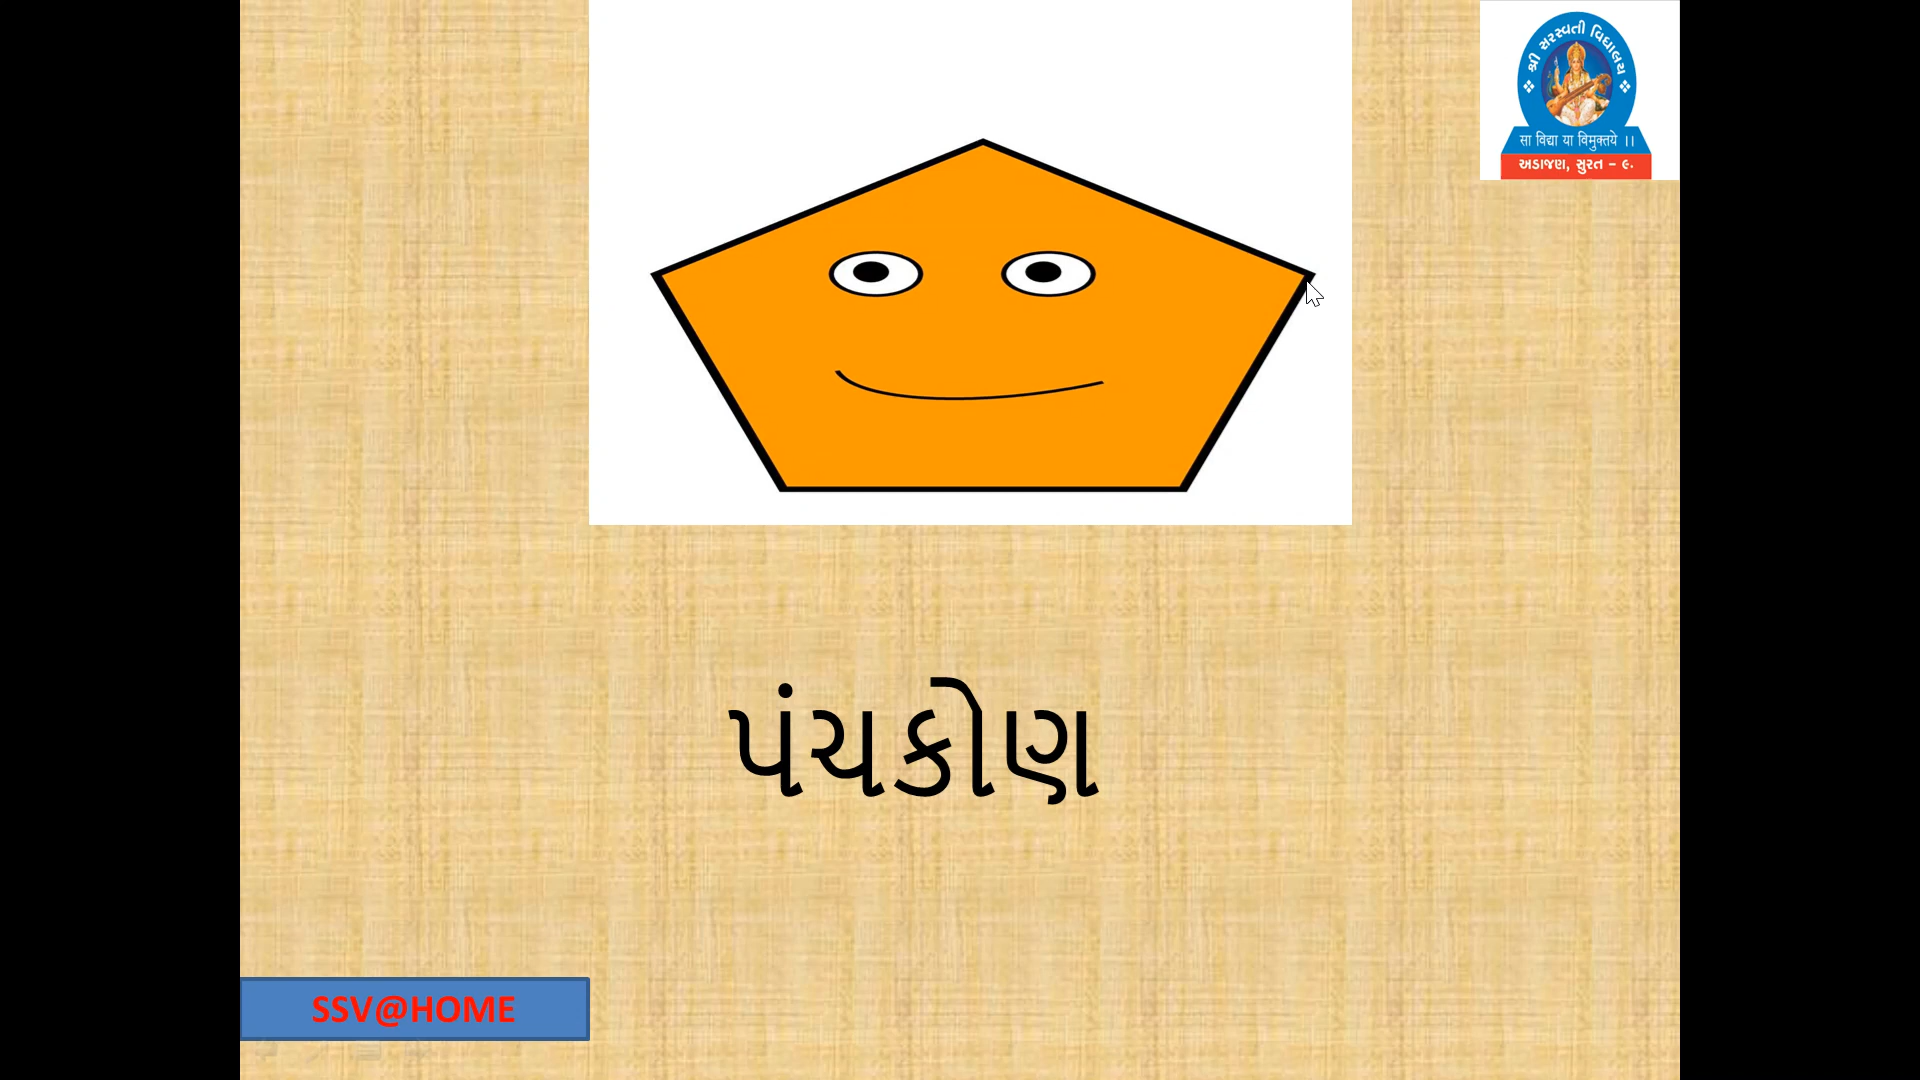 શ્રી સરસ્વતી વિદ્યાલય
सा विद्या या विमुक्तये ।।
અડાજણ, સુરત - ૯.
પંચકોણ
SSV@HOME